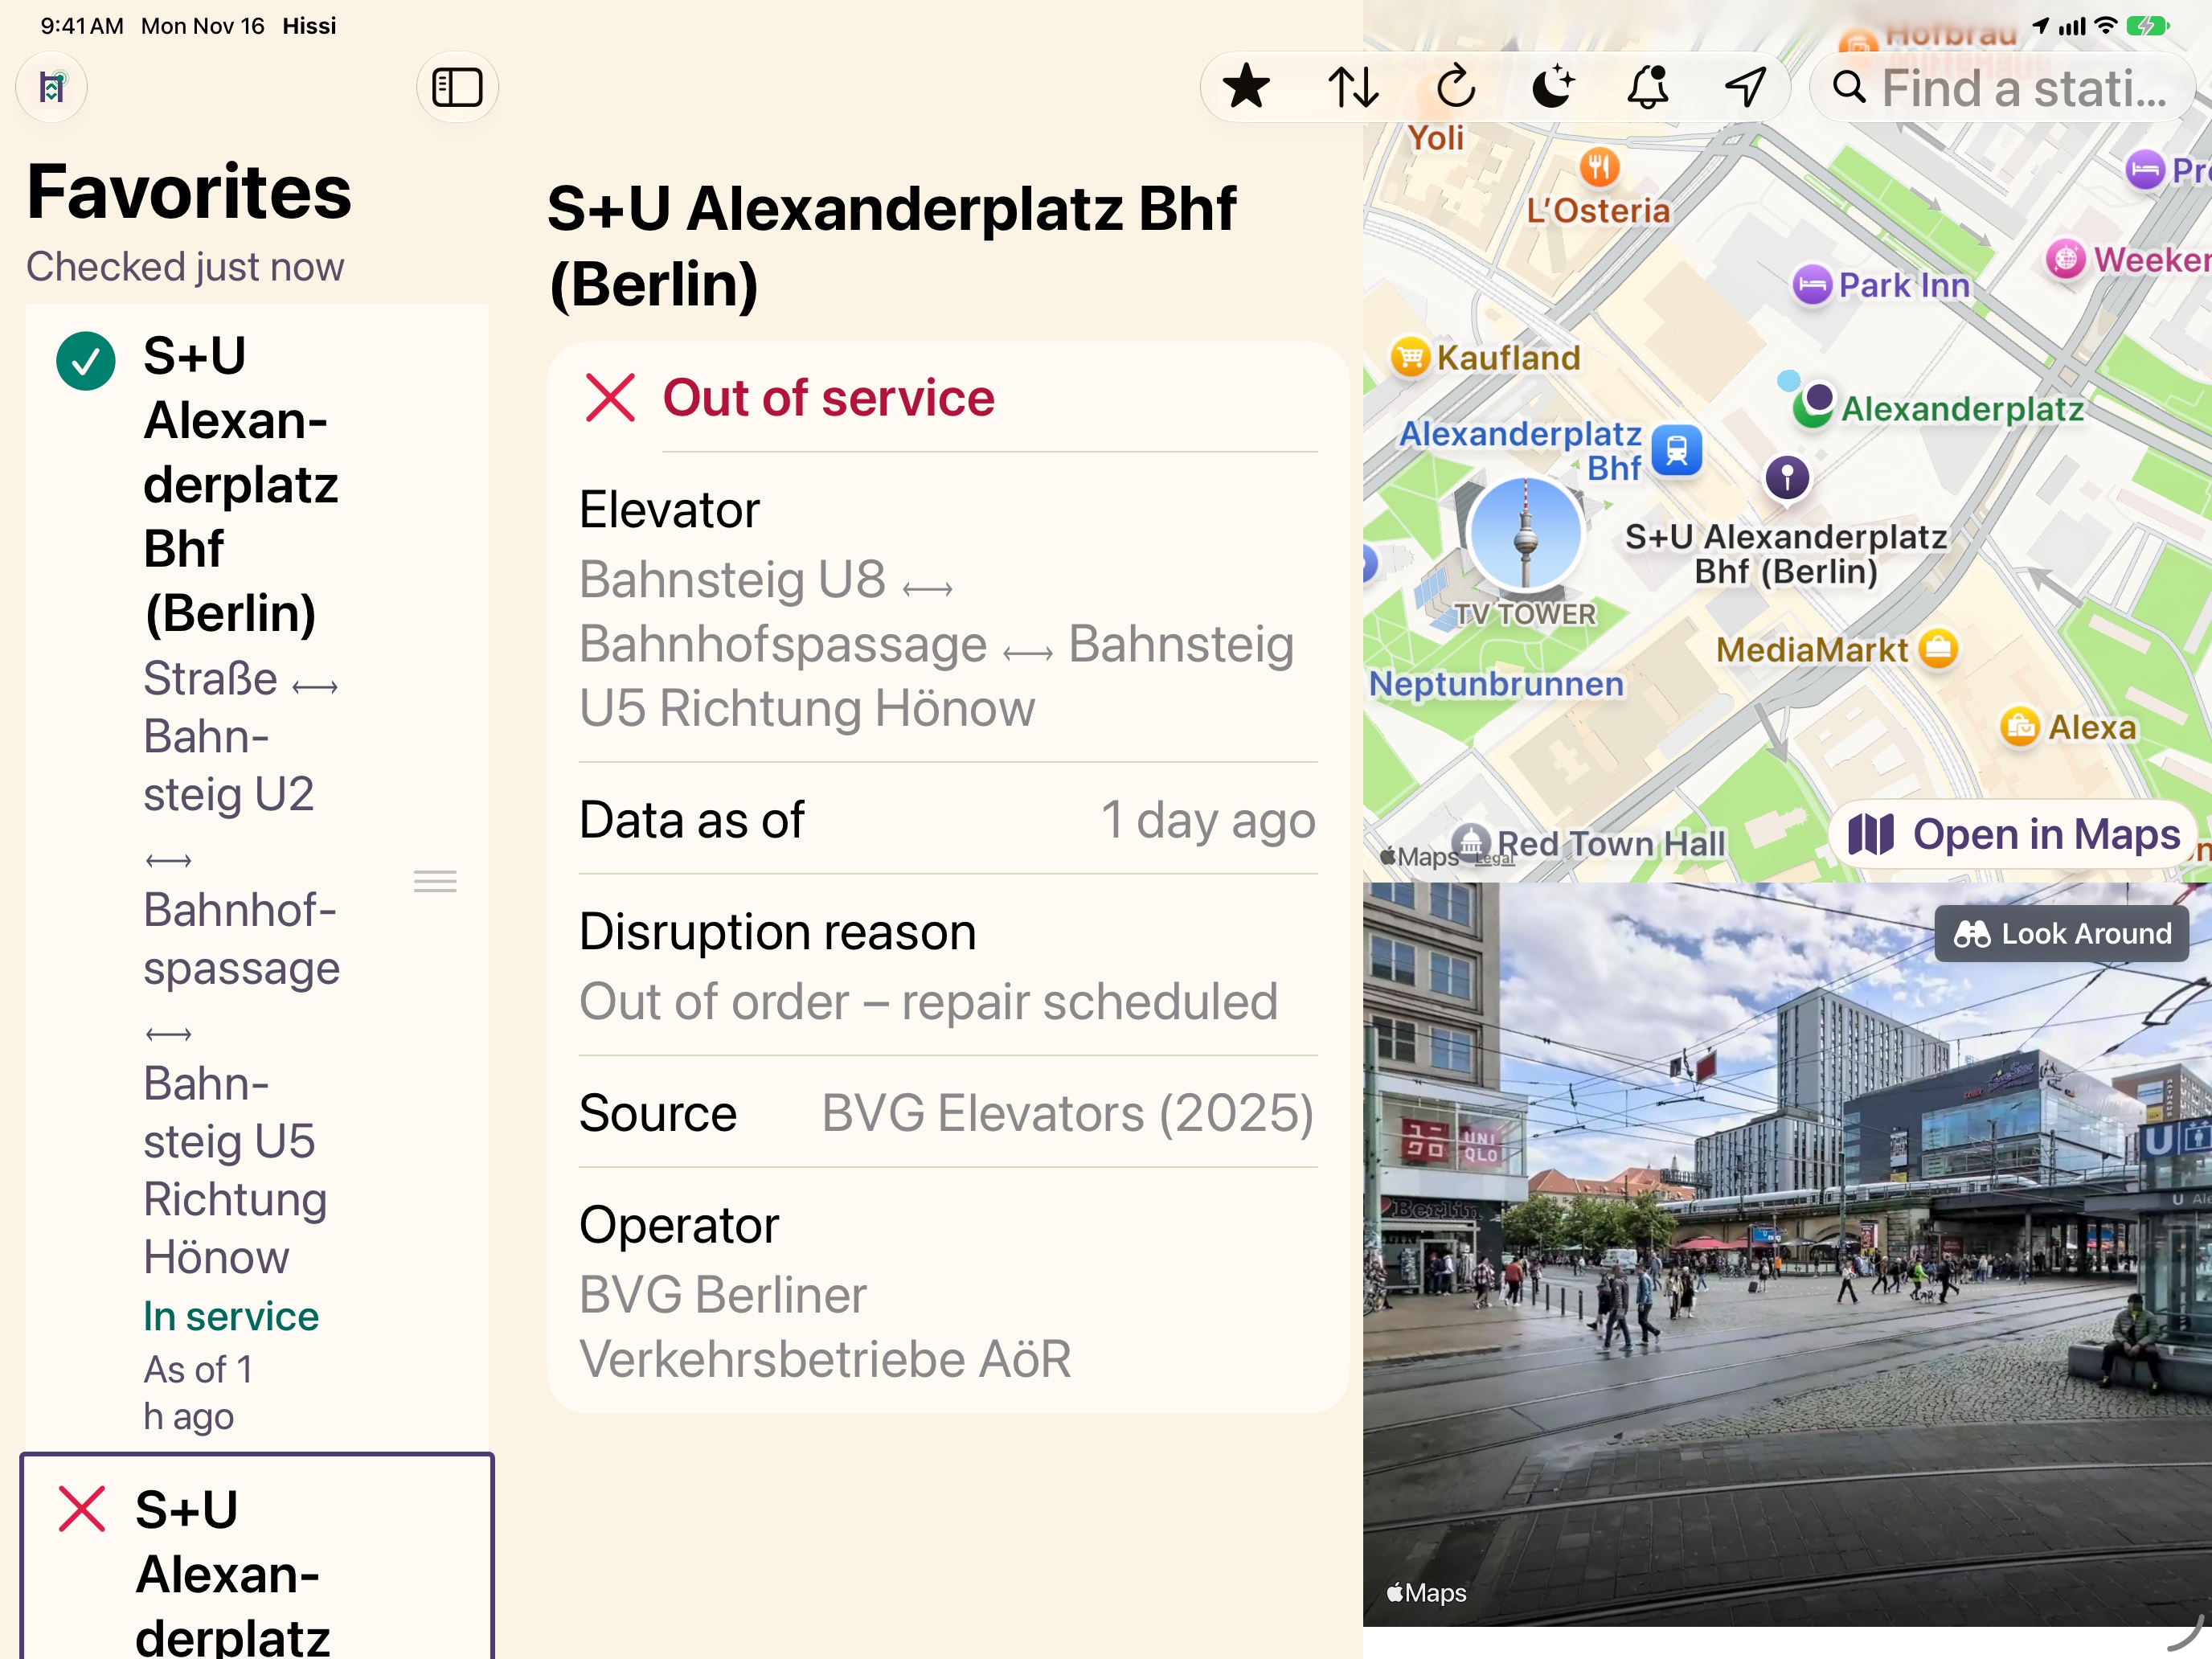 9:41 AM Mon Nov 16 Hissi
Find a stati…
Favorites
Checked just now
S+U
Alexan-
derplatz
Bhf
(Berlin)
Straße ⟷
Bahn-
steig U2
⟷
Bahnhof-
spassage
⟷
Bahn-
steig U5
Richtung
Hönow
In service
As of 1
h ago
S+U
Alexan-
derplatz
S+U Alexanderplatz Bhf
(Berlin)
Out of service
Elevator
Bahnsteig U8 ⟷
Bahnhofspassage ⟷ Bahnsteig
U5 Richtung Hönow
Data as of 1 day ago
Disruption reason
Out of order – repair scheduled
Source BVG Elevators (2025)
Operator
BVG Berliner
Verkehrsbetriebe AöR
Hofbräu
Yoli
L'Osteria
Park Inn
Kaufland
Alexanderplatz
Alexanderplatz
Bhf
S+U Alexanderplatz
Bhf (Berlin)
TV TOWER
MediaMarkt
Neptunbrunnen
Alexa
Red Town Hall
Maps Legal
Open in Maps
Look Around
UNI
QLO
Berlin
U
Maps